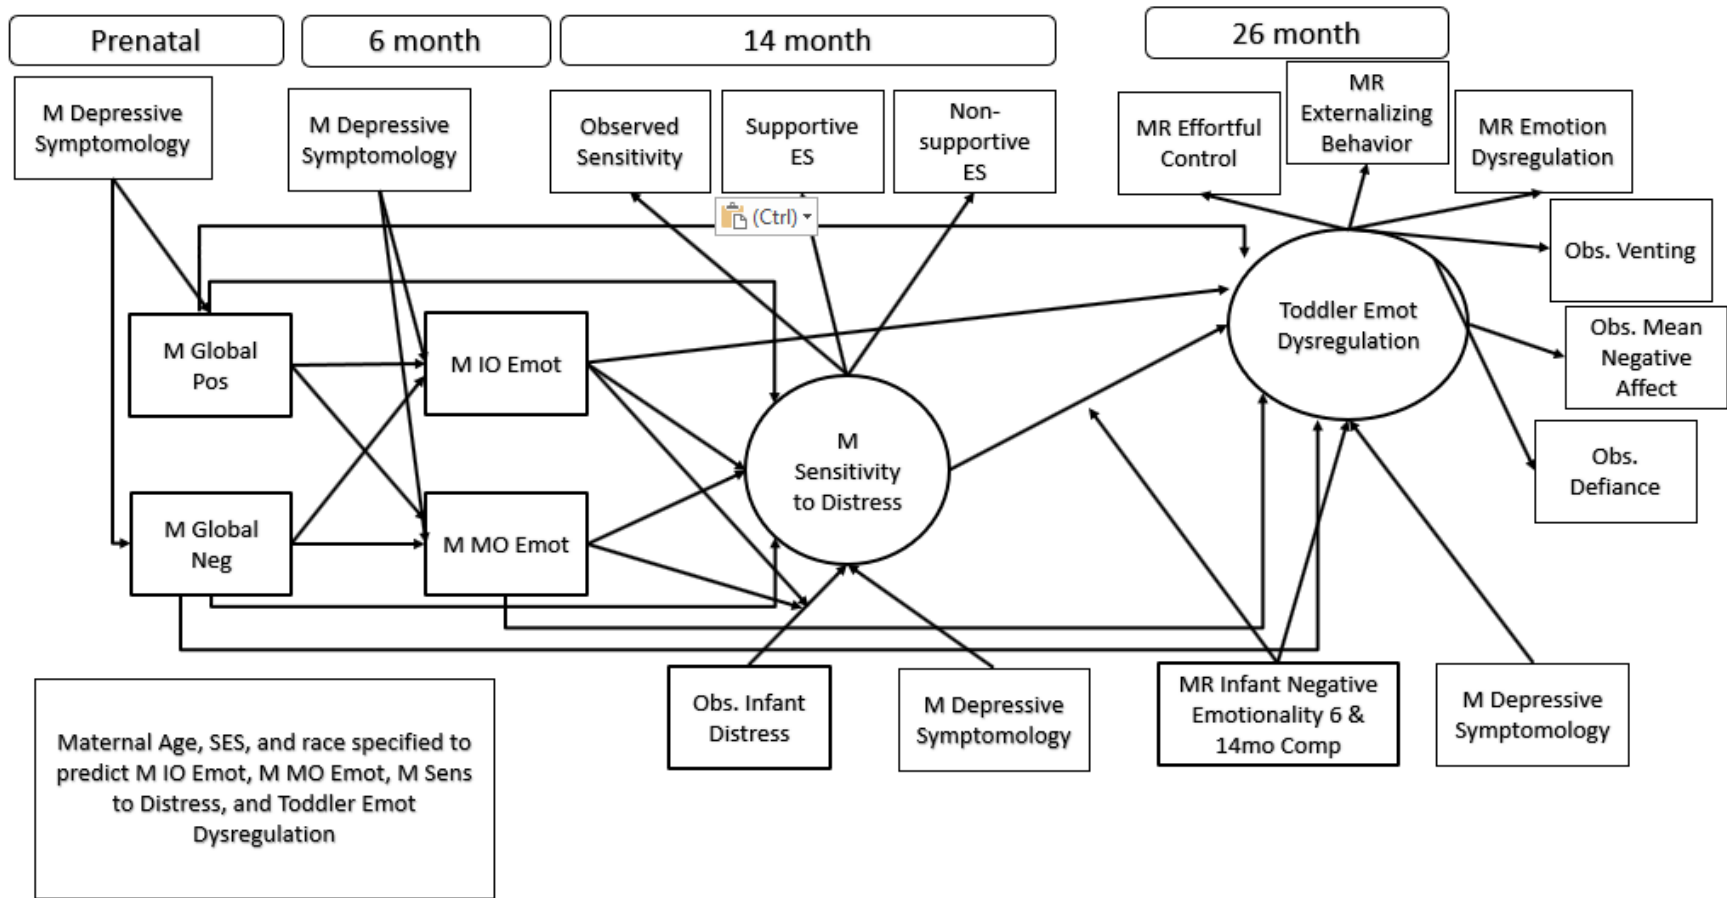 Prenatal
6 month
14 month
26 month
M Depressive
Symptomology
M Depressive
Symptomology
Observed
Sensitivity
Supportive
ES
Non-
supportive
ES
MR Effortful
Control
MR
Externalizing
Behavior
MR Emotion
Dysregulation
(Ctrl)
Obs. Venting
M Global
Pos
M IO Emot
Toddler Emot
Dysregulation
Obs. Mean
Negative
Affect
M
Sensitivity
to Distress
Obs.
Defiance
M Global
Neg
M MO Emot
Obs. Infant
Distress
M Depressive
Symptomology
MR Infant Negative
Emotionality 6 &
14mo Comp
M Depressive
Symptomology
Maternal Age, SES, and race specified to
predict M IO Emot, M MO Emot, M Sens
to Distress, and Toddler Emot
Dysregulation